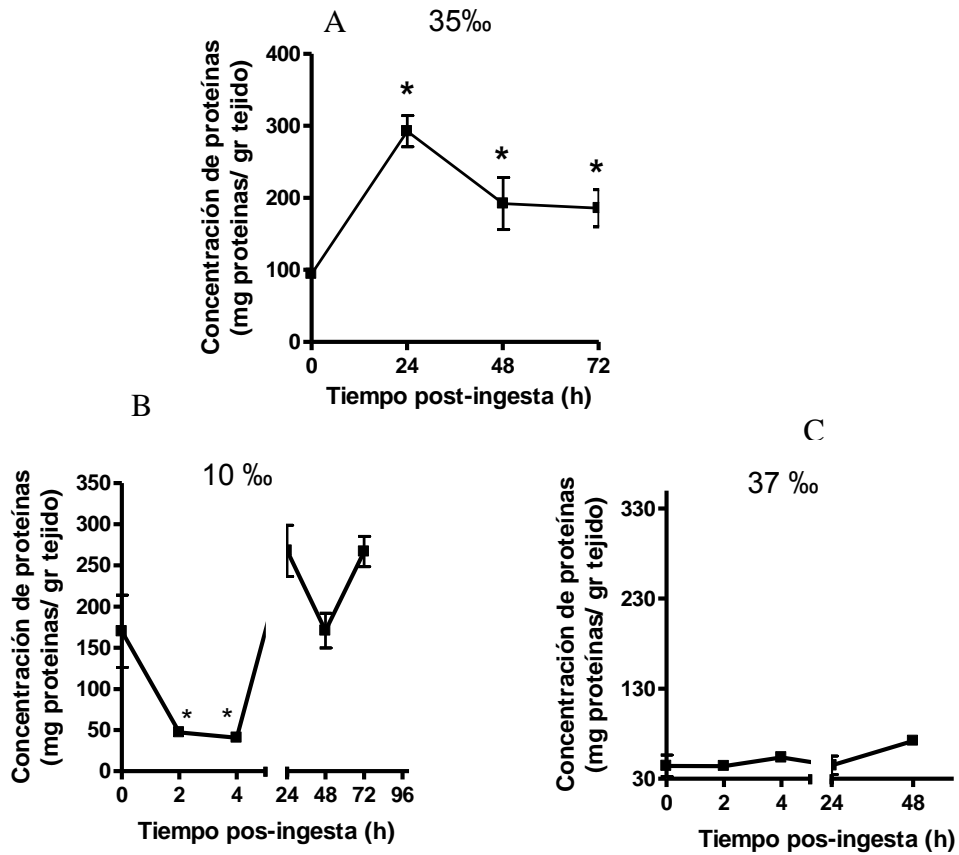 A
35‰
Concentración de proteínas
(mg proteinas/ gr tejido)
400
300
200
100
0
*
*
*
0 24 48 72
Tiempo post-ingesta (h)
B
10 ‰
Concentración de proteínas
(mg proteínas/ gr tejido)
350
300
250
200
150
100
50
0
*
*
0 2 4 24 48 72 96
Tiempo pos-ingesta (h)
C
37 ‰
Concentración de proteínas
(mg proteínas/ gr tejido)
330
230
130
30
0 2 4 24 48
Tiempo pos-ingesta (h)